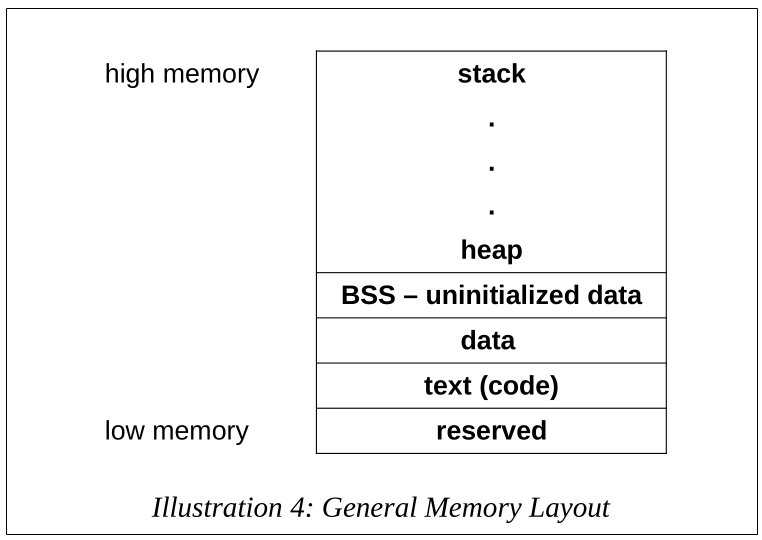 high memory stack
.
.
.
heap
BSS – uninitialized data
data
text (code)
low memory reserved
Illustration 4: General Memory Layout